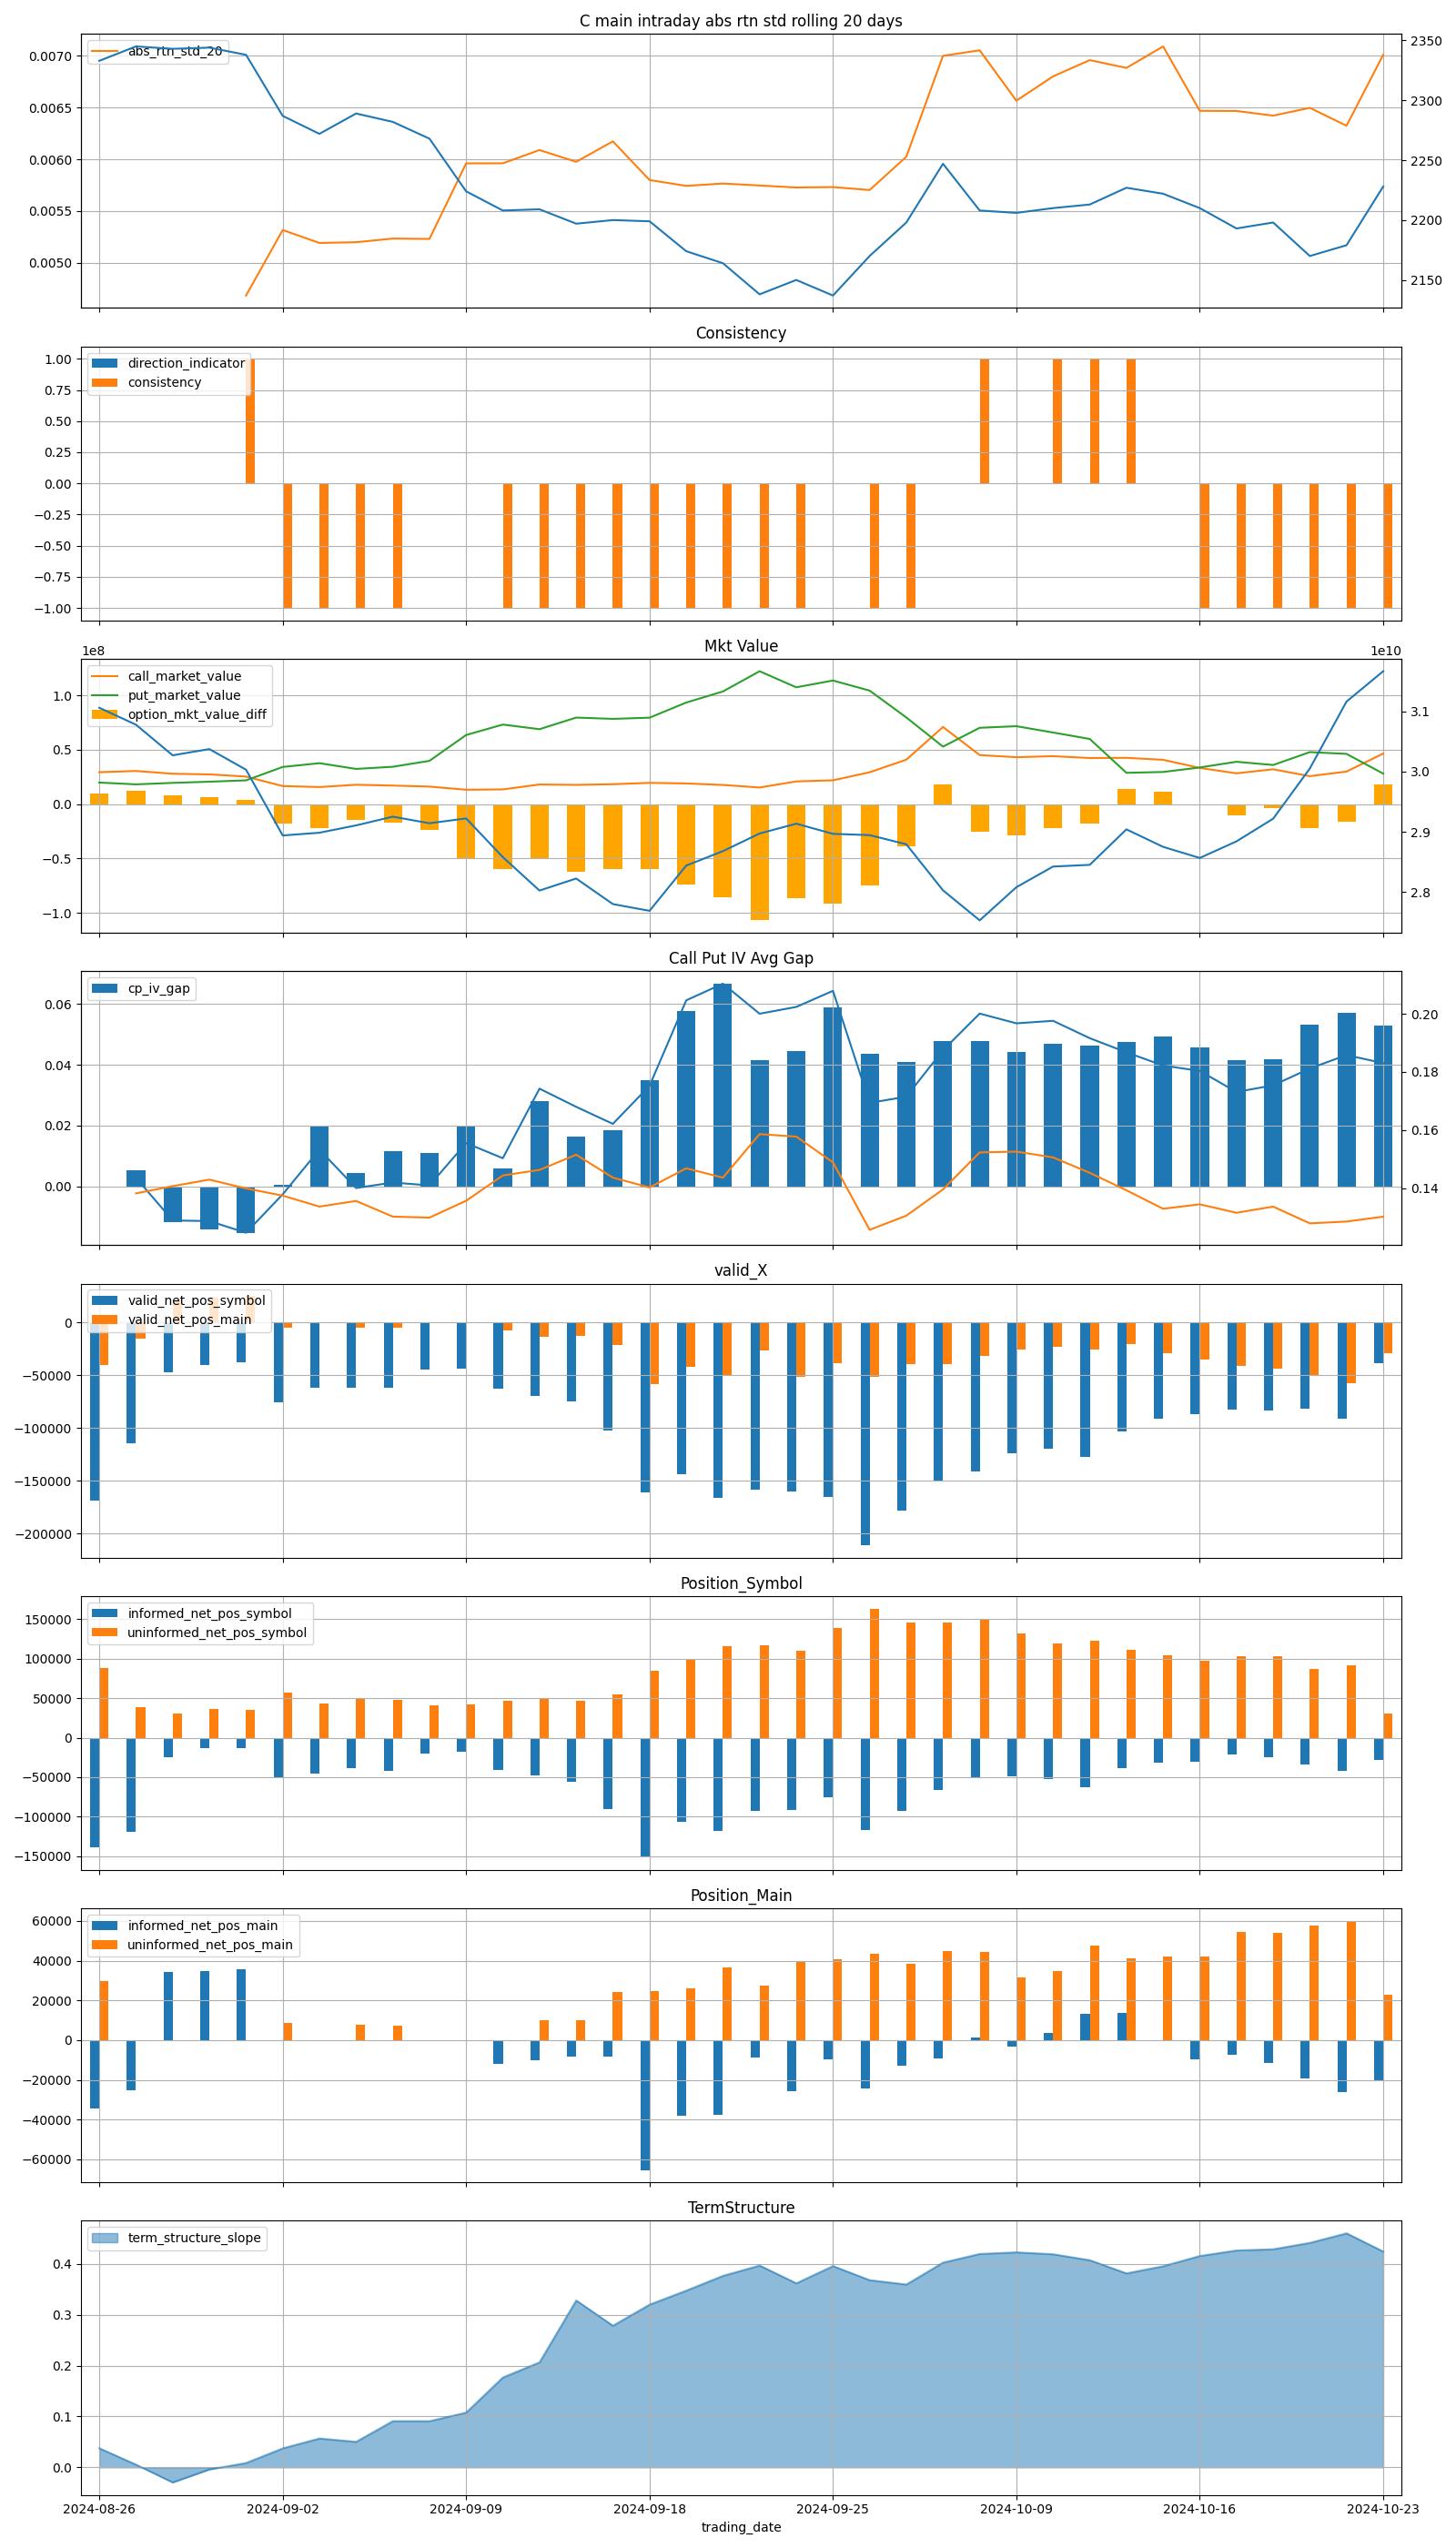 C main intraday abs rtn std rolling 20 days
abs_rtn_std_20
0.0070
0.0065
0.0060
0.0055
0.0050
2350
2300
2250
2200
2150
Consistency
direction_indicator
consistency
1.00
0.75
0.50
0.25
0.00
−0.25
−0.50
−0.75
−1.00
Mkt Value
1e8
1e10
call_market_value
put_market_value
option_mkt_value_diff
1.0
0.5
0.0
−0.5
−1.0
3.1
3.0
2.9
2.8
Call Put IV Avg Gap
cp_iv_gap
0.06
0.04
0.02
0.00
0.20
0.18
0.16
0.14
valid_X
valid_net_pos_symbol
valid_net_pos_main
0
−50000
−100000
−150000
−200000
Position_Symbol
informed_net_pos_symbol
uninformed_net_pos_symbol
150000
100000
50000
0
−50000
−100000
−150000
Position_Main
informed_net_pos_main
uninformed_net_pos_main
60000
40000
20000
0
−20000
−40000
−60000
TermStructure
term_structure_slope
0.4
0.3
0.2
0.1
0.0
2024-08-26 2024-09-02 2024-09-09 2024-09-18 2024-09-25 2024-10-09 2024-10-16 2024-10-23
trading_date